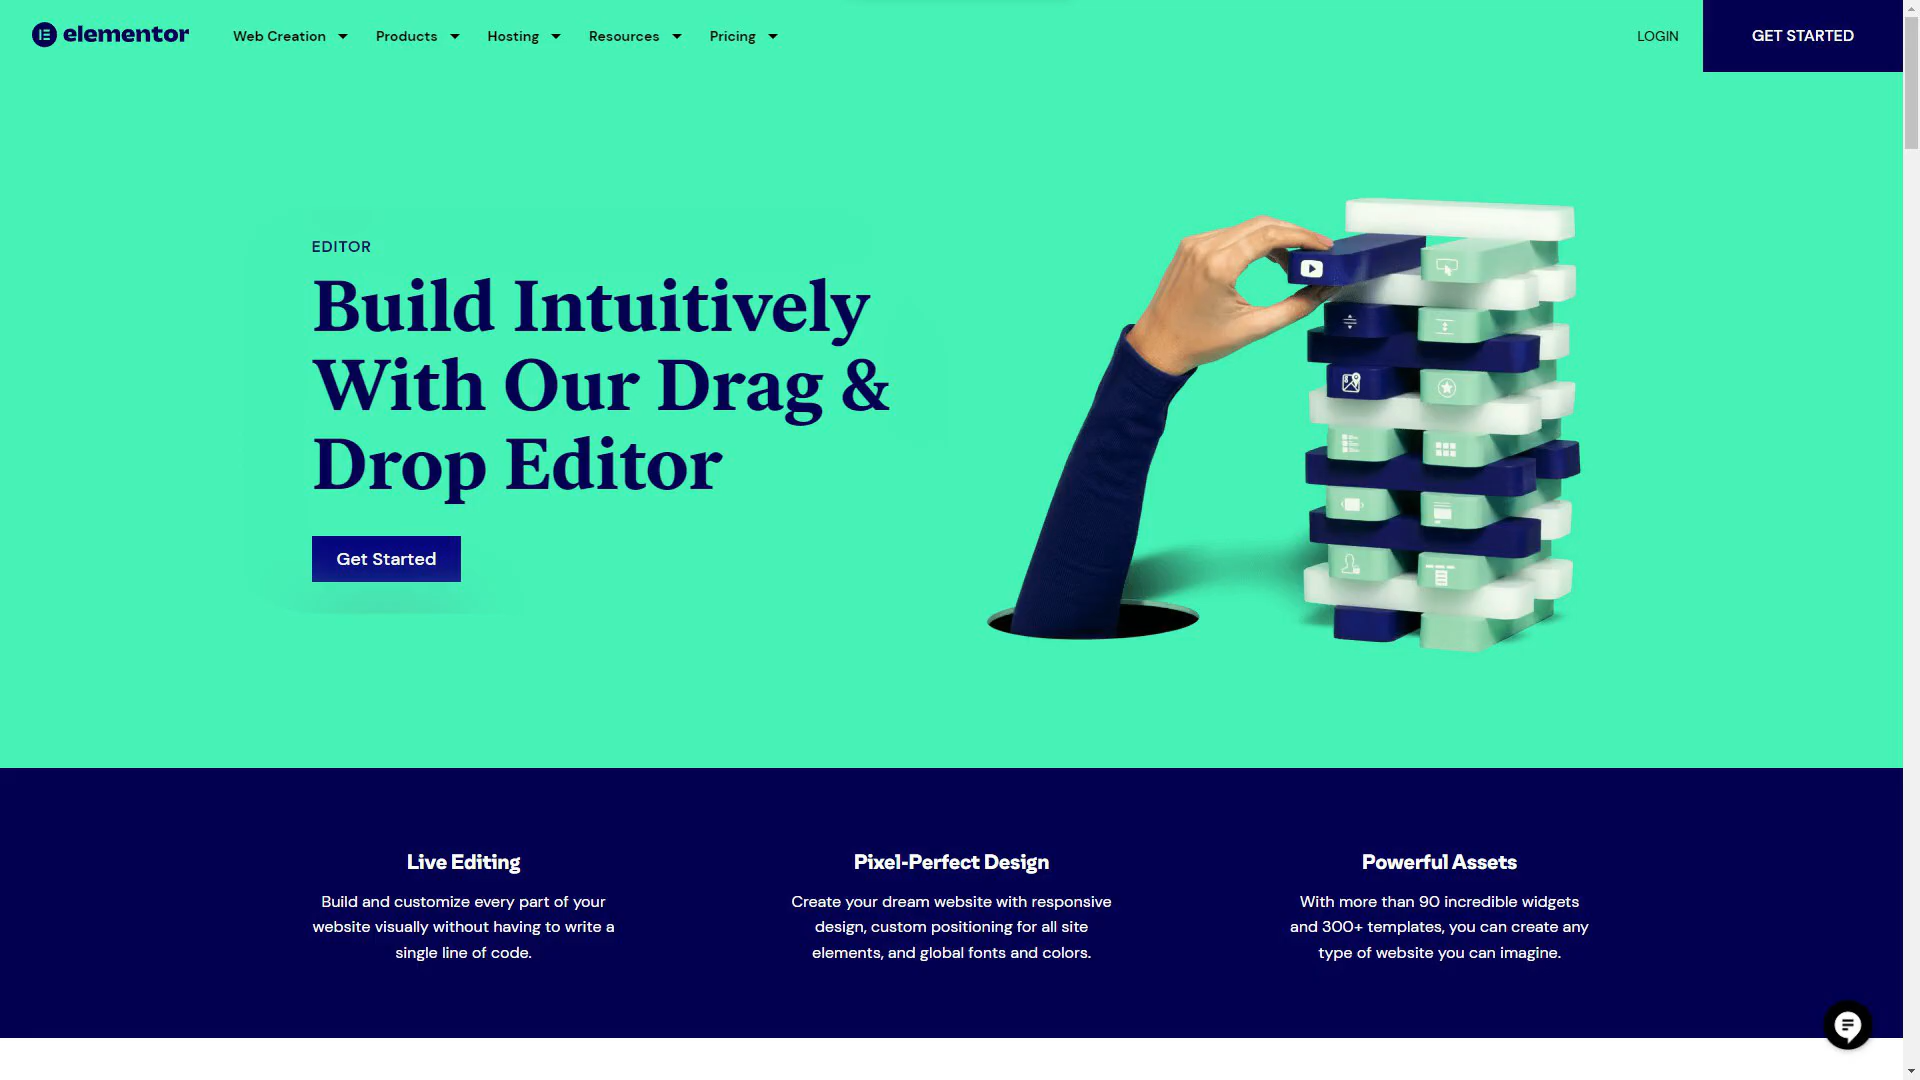 elementor
Web Creation
Products
Hosting
Resources
Pricing
LOGIN
GET STARTED
EDITOR
Build Intuitively
With Our Drag &
Drop Editor
Get Started
Live Editing
Build and customize every part of your
website visually without having to write a
single line of code.
Pixel-Perfect Design
Create your dream website with responsive
design, custom positioning for all site
elements, and global fonts and colors.
Powerful Assets
With more than 90 incredible widgets
and 300+ templates, you can create any
type of website you can imagine.